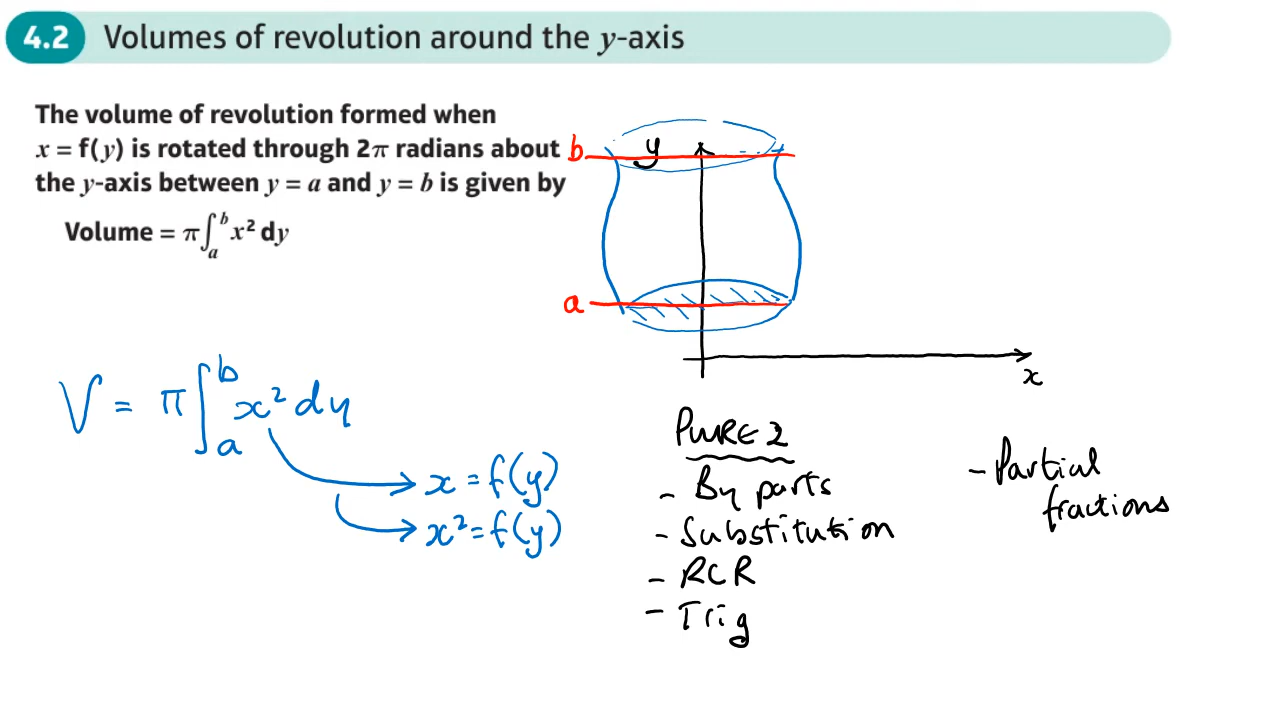 4.2 Volumes of revolution around the y-axis
The volume of revolution formed when
x = f(y) is rotated through 2π radians about
the y-axis between y = a and y = b is given by
Volume = π∫ₐᵇ x² dy
b
y
a
x
V = π∫ₐᵇ x² dy
x = f(y)
x² = f(y)
PURE 2
- By parts
- Substitution
- RCR
- Trig
- Partial
fractions